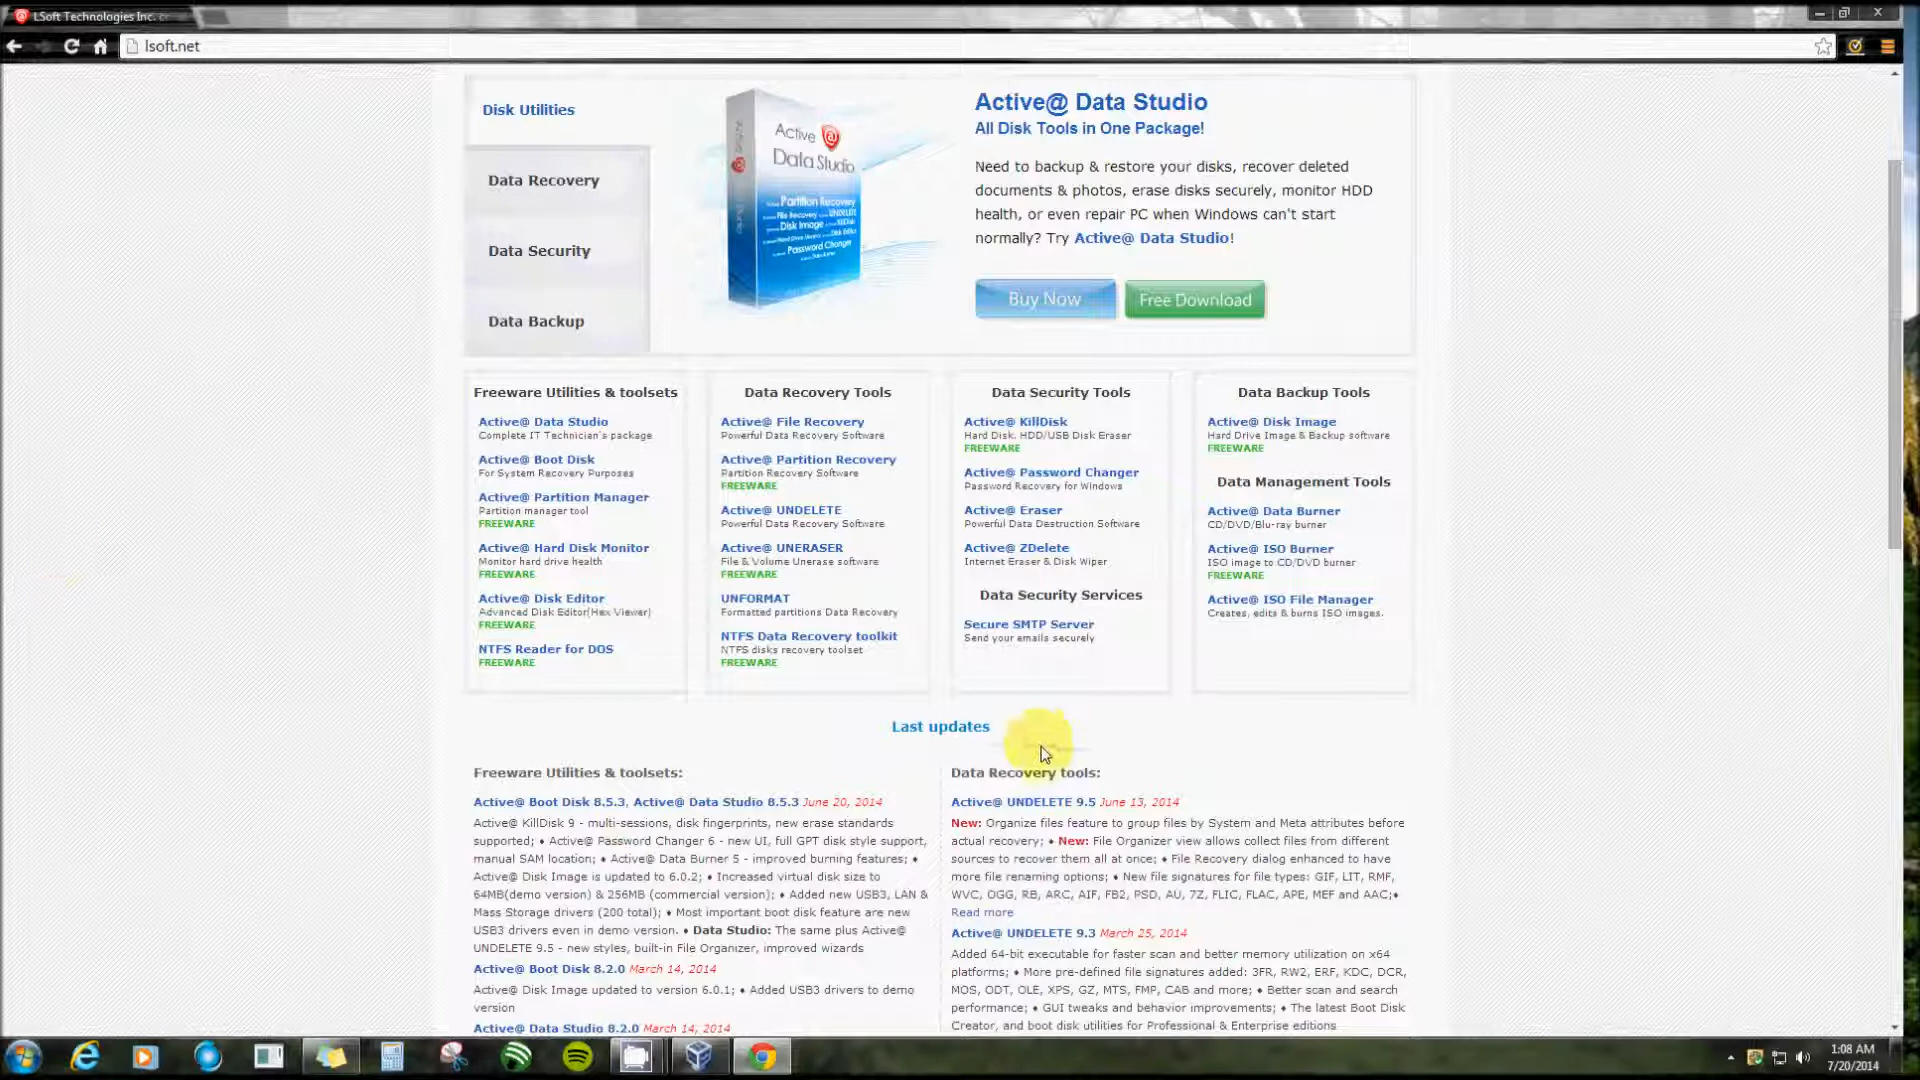 LSoft Technologies Inc. c
lsoft.net
Disk Utilities
Data Recovery
Data Security
Data Backup
Active@
Data Studio
Partition Recovery
File Recovery UNDELETE
Disk Image
Password Changer
Active@ Data Studio
All Disk Tools in One Package!
Need to backup & restore your disks, recover deleted
documents & photos, erase disks securely, monitor HDD
health, or even repair PC when Windows can't start
normally? Try Active@ Data Studio!
Buy Now
Free Download
Freeware Utilities & toolsets
Active@ Data Studio
Complete IT Technician's package
Active@ Boot Disk
For System Recovery Purposes
Active@ Partition Manager
Partition manager tool
FREEWARE
Active@ Hard Disk Monitor
Monitor hard drive health
FREEWARE
Active@ Disk Editor
Advanced Disk Editor(Hex Viewer)
FREEWARE
NTFS Reader for DOS
FREEWARE
Data Recovery Tools
Active@ File Recovery
Powerful Data Recovery Software
Active@ Partition Recovery
Partition Recovery Software
FREEWARE
Active@ UNDELETE
Powerful Data Recovery Software
Active@ UNERASER
File & Volume Unerase software
FREEWARE
UNFORMAT
Formatted partitions Data Recovery
NTFS Data Recovery toolkit
NTFS disks recovery toolset
FREEWARE
Data Security Tools
Active@ KillDisk
Hard Disk. HDD/USB Disk Eraser
FREEWARE
Active@ Password Changer
Password Recovery for Windows
Active@ Eraser
Powerful Data Destruction Software
Active@ ZDelete
Internet Eraser & Disk Wiper
Data Security Services
Secure SMTP Server
Send your emails securely
Data Backup Tools
Active@ Disk Image
Hard Drive Image & Backup software
FREEWARE
Data Management Tools
Active@ Data Burner
CD/DVD/Blu-ray burner
Active@ ISO Burner
ISO image to CD/DVD burner
FREEWARE
Active@ ISO File Manager
Creates, edits & burns ISO images.
Last updates
Freeware Utilities & toolsets:
Active@ Boot Disk 8.5.3, Active@ Data Studio 8.5.3 June 20, 2014
Active@ KillDisk 9 - multi-sessions, disk fingerprints, new erase standards
supported; ♦ Active@ Password Changer 6 - new UI, full GPT disk style support,
manual SAM location; ♦ Active@ Data Burner 5 - improved burning features; ♦
Active@ Disk Image is updated to 6.0.2; ♦ Increased virtual disk size to
64MB(demo version) & 256MB (commercial version); ♦ Added new USB3, LAN &
Mass Storage drivers (200 total); ♦ Most important boot disk feature are new
USB3 drivers even in demo version. ♦ Data Studio: The same plus Active@
UNDELETE 9.5 - new styles, built-in File Organizer, improved wizards
Active@ Boot Disk 8.2.0 March 14, 2014
Active@ Disk Image updated to version 6.0.1; ♦ Added USB3 drivers to demo
version
Active@ Data Studio 8.2.0 March 14, 2014
Data Recovery tools:
Active@ UNDELETE 9.5 June 13, 2014
New: Organize files feature to group files by System and Meta attributes before
actual recovery; ♦ New: File Organizer view allows collect files from different
sources to recover them all at once; ♦ File Recovery dialog enhanced to have
more file renaming options; ♦ New file signatures for file types: GIF, LIT, RMF,
WVC, OGG, RB, ARC, AIF, FB2, PSD, AU, 7Z, FLIC, FLAC, APE, MEF and AAC;♦
Read more
Active@ UNDELETE 9.3 March 25, 2014
Added 64-bit executable for faster scan and better memory utilization on x64
platforms; ♦ More pre-defined file signatures added: 3FR, RW2, ERF, KDC, DCR,
MOS, ODT, OLE, XPS, GZ, MTS, FMP, CAB and more; ♦ Better scan and search
performance; ♦ GUI tweaks and behavior improvements; ♦ The latest Boot Disk
Creator, and boot disk utilities for Professional & Enterprise editions
1:08 AM
7/20/2014